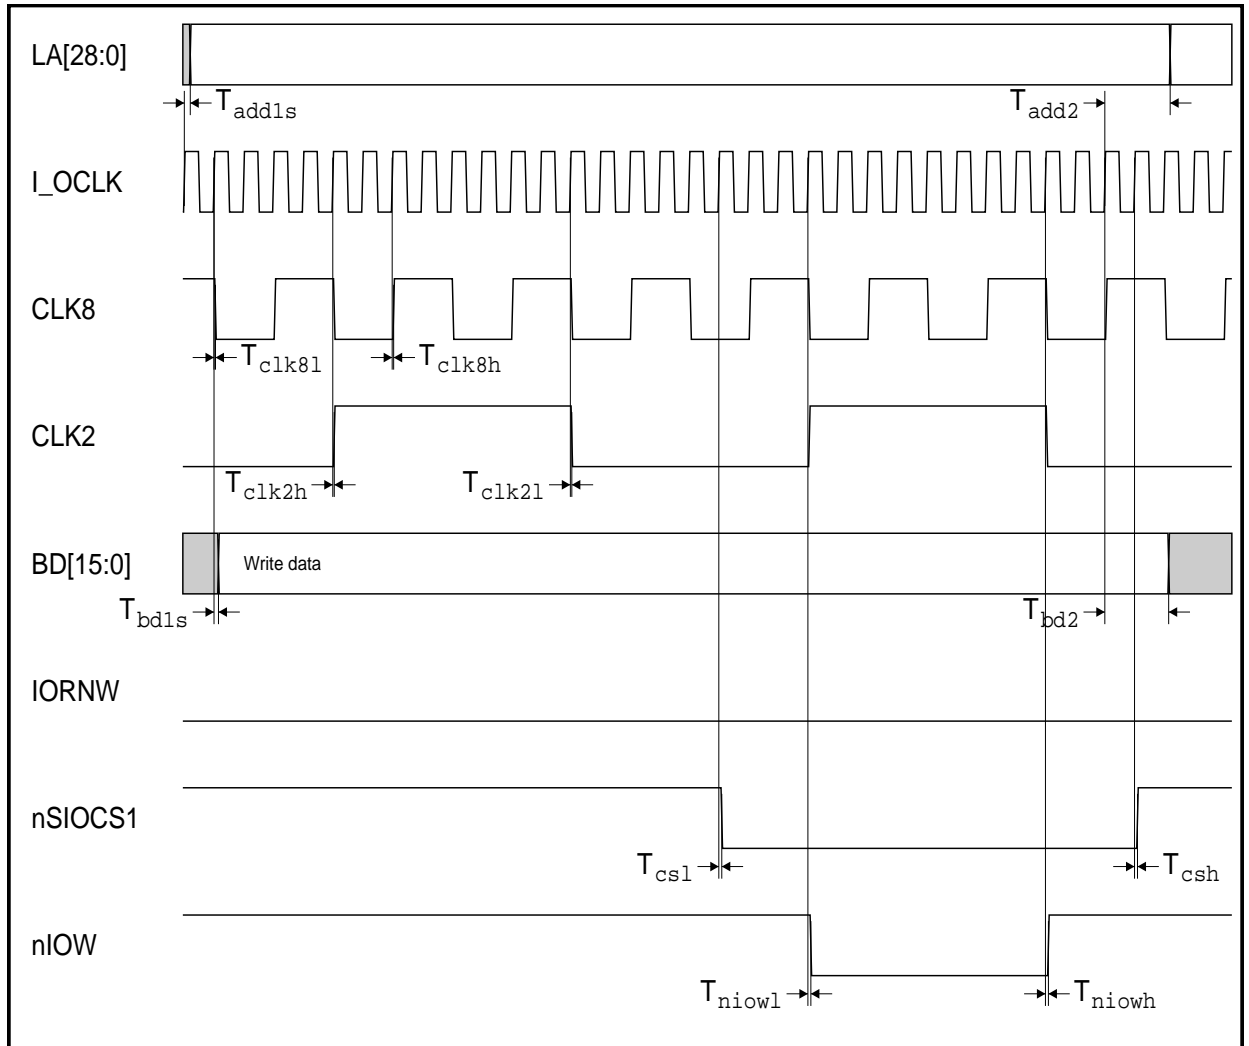 LA[28:0]
Tadd1s
Tadd2
I_OCLK
CLK8
Tclk8l
Tclk8h
CLK2
Tclk2h
Tclk2l
BD[15:0]
Write data
Tbd1s
Tbd2
IORNW
nSIOCS1
Tcsl
Tcsh
nIOW
Tniowl
Tniowh